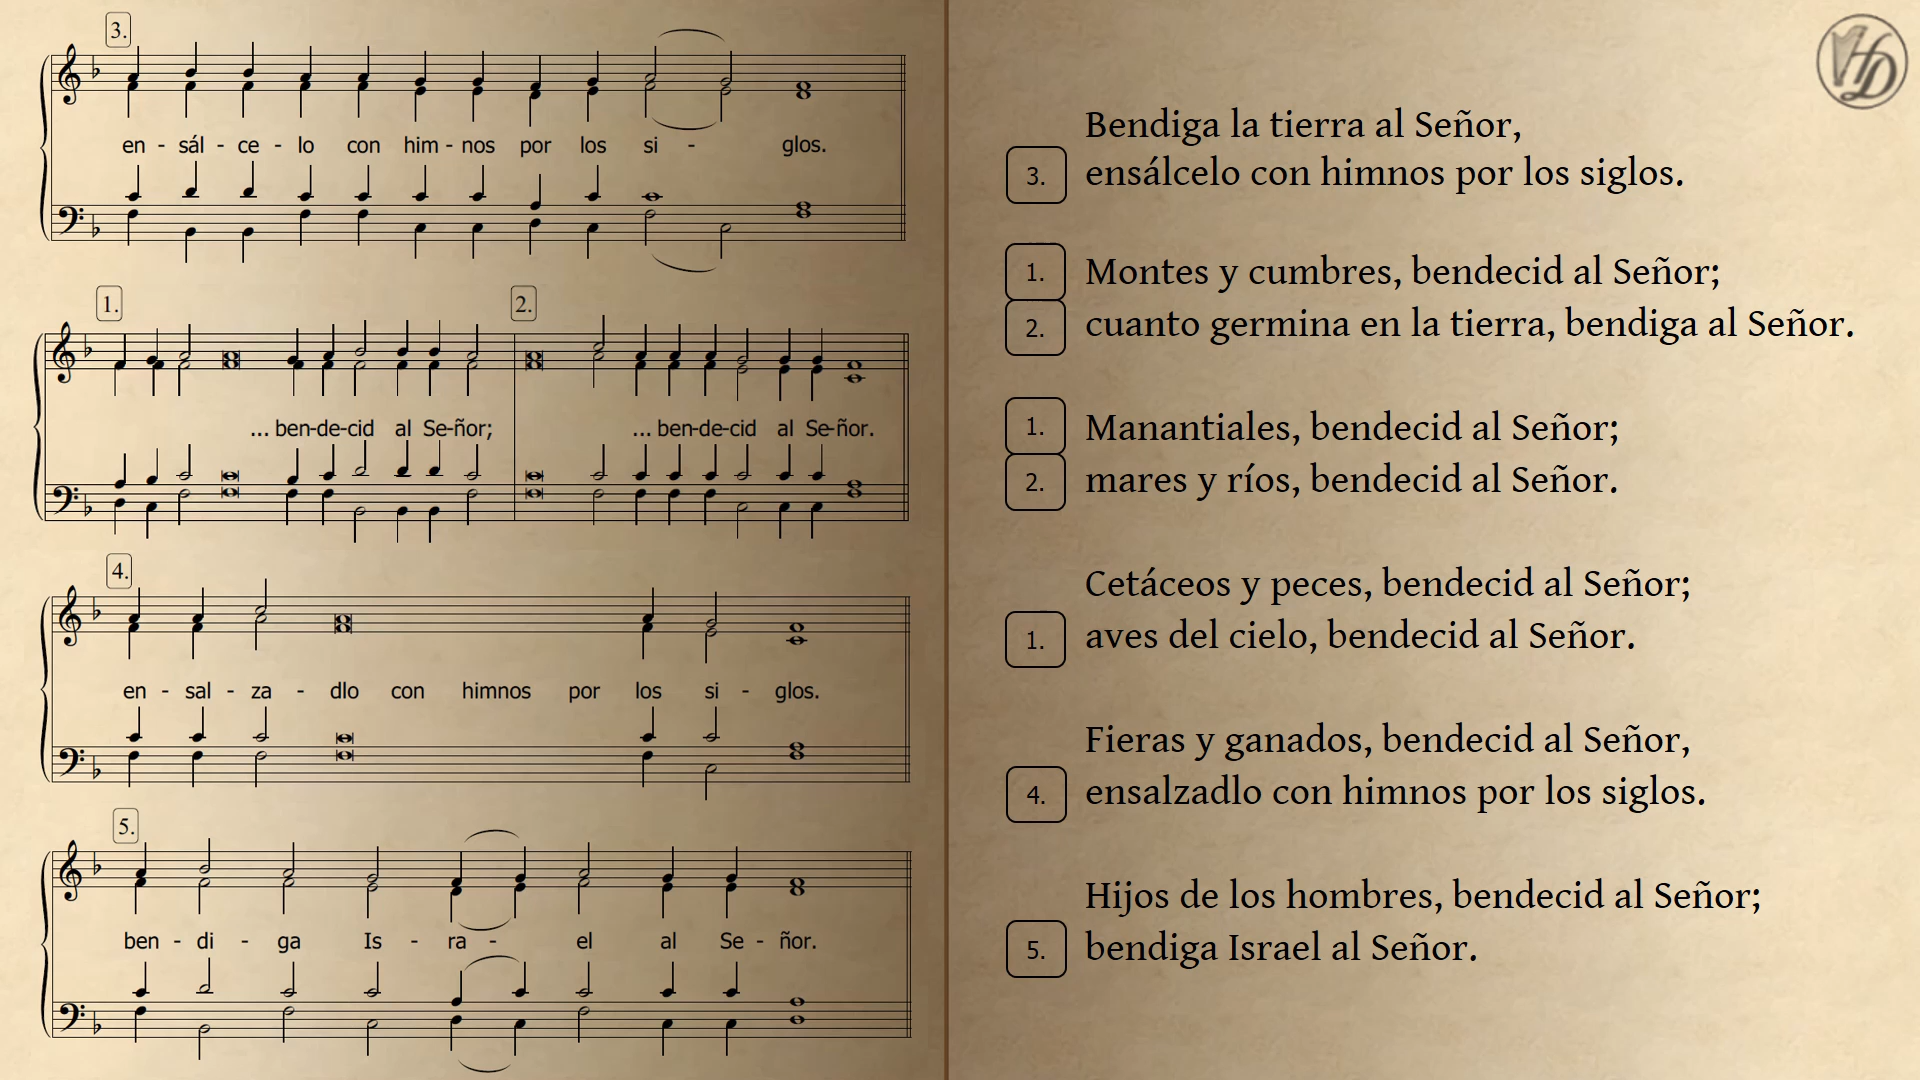 3.
en - sál - ce - lo con him - nos por los si - glos.
1. 2.
... ben-de-cid al Se-ñor; ... ben-de-cid al Se-ñor.
4.
en - sal - za - dlo con himnos por los si - glos.
5.
ben - di - ga Is - ra - el al Se - ñor.
HD
Bendiga la tierra al Señor,
3. ensálcelo con himnos por los siglos.
1. Montes y cumbres, bendecid al Señor;
2. cuanto germina en la tierra, bendiga al Señor.
1. Manantiales, bendecid al Señor;
2. mares y ríos, bendecid al Señor.
Cetáceos y peces, bendecid al Señor;
1. aves del cielo, bendecid al Señor.
Fieras y ganados, bendecid al Señor,
4. ensalzadlo con himnos por los siglos.
Hijos de los hombres, bendecid al Señor;
5. bendiga Israel al Señor.